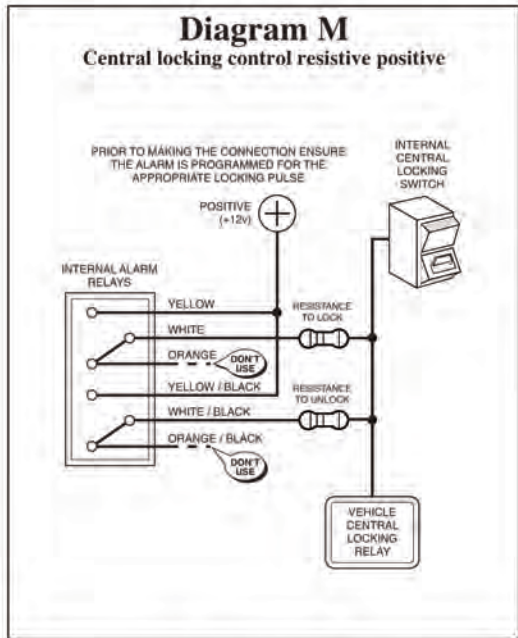 Diagram M
Central locking control resistive positive
PRIOR TO MAKING THE CONNECTION ENSURE
THE ALARM IS PROGRAMMED FOR THE
APPROPRIATE LOCKING PULSE
INTERNAL
CENTRAL
LOCKING
SWITCH
POSITIVE
(+12v)
INTERNAL ALARM
RELAYS
YELLOW
RESISTANCE
TO LOCK
WHITE
ORANGE
DON'T
USE
YELLOW / BLACK
RESISTANCE
TO UNLOCK
WHITE / BLACK
ORANGE / BLACK
DON'T
USE
VEHICLE
CENTRAL
LOCKING
RELAY